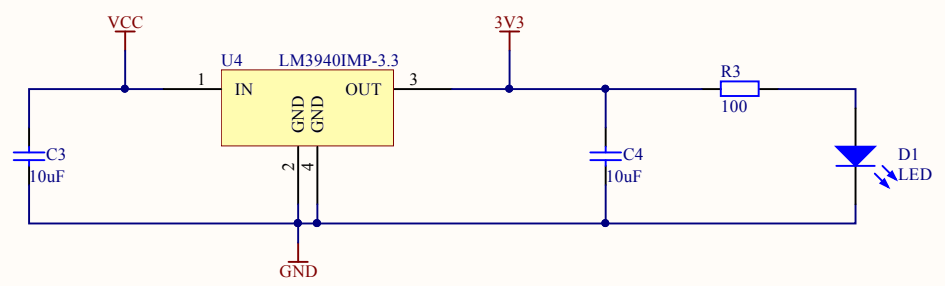 VCC
3V3
U4 LM3940IMP-3.3
1 IN OUT 3
GND
GND
2
4
R3
100
C3
10uF
C4
10uF
D1
LED
GND